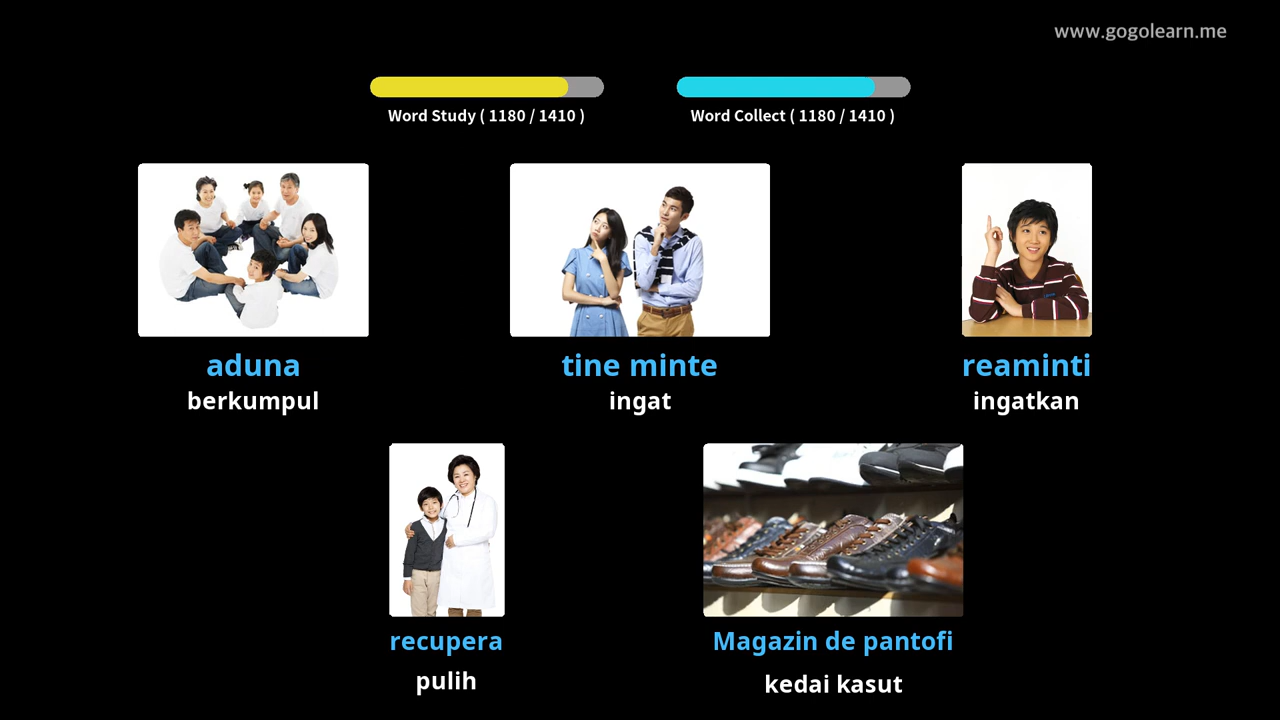 www.gogolearn.me
Word Study ( 1180 / 1410 )
Word Collect ( 1180 / 1410 )
aduna
berkumpul
tine minte
ingat
reaminti
ingatkan
recupera
pulih
Magazin de pantofi
kedai kasut